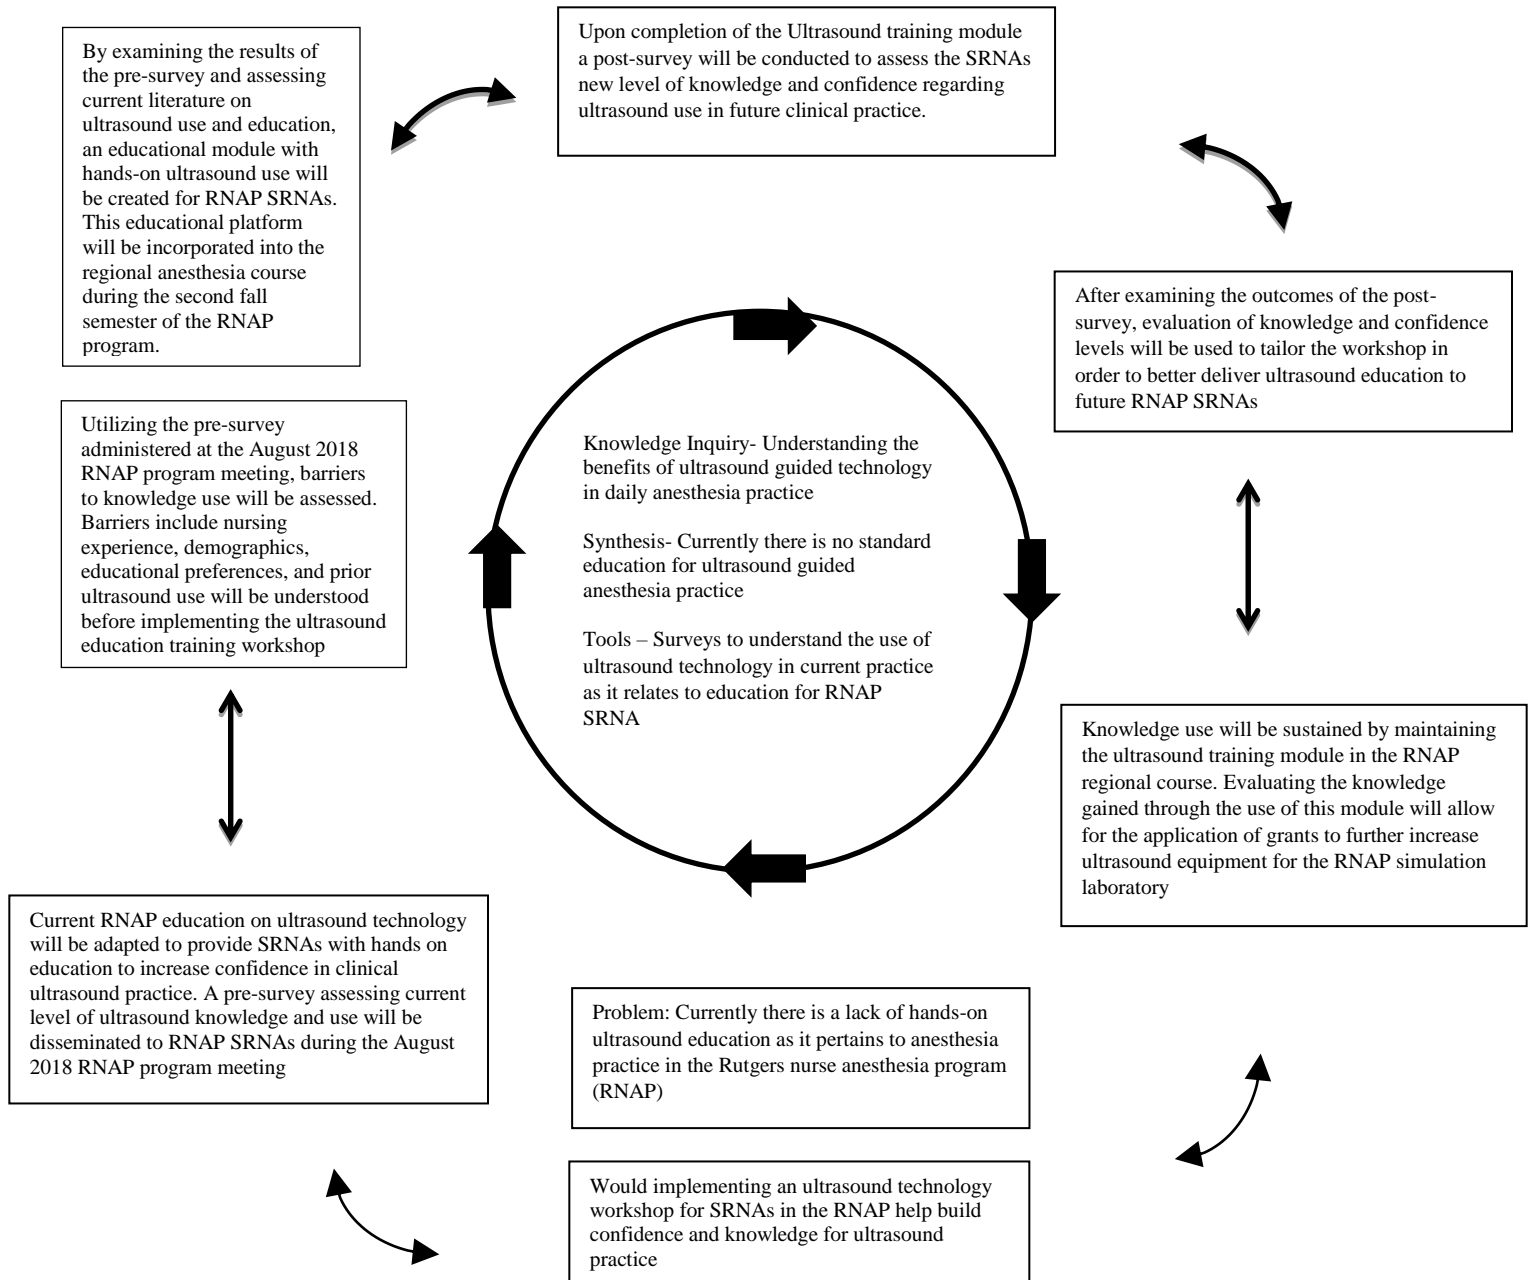 By examining the results of
the pre-survey and assessing
current literature on
ultrasound use and education,
an educational module with
hands-on ultrasound use will
be created for RNAP SRNAs.
This educational platform
will be incorporated into the
regional anesthesia course
during the second fall
semester of the RNAP
program.
Upon completion of the Ultrasound training module
a post-survey will be conducted to assess the SRNAs
new level of knowledge and confidence regarding
ultrasound use in future clinical practice.
After examining the outcomes of the post-
survey, evaluation of knowledge and confidence
levels will be used to tailor the workshop in
order to better deliver ultrasound education to
future RNAP SRNAs
Utilizing the pre-survey
administered at the August 2018
RNAP program meeting, barriers
to knowledge use will be assessed.
Barriers include nursing
experience, demographics,
educational preferences, and prior
ultrasound use will be understood
before implementing the ultrasound
education training workshop
Knowledge Inquiry- Understanding the
benefits of ultrasound guided technology
in daily anesthesia practice
Synthesis- Currently there is no standard
education for ultrasound guided
anesthesia practice
Tools – Surveys to understand the use of
ultrasound technology in current practice
as it relates to education for RNAP
SRNA
Knowledge use will be sustained by maintaining
the ultrasound training module in the RNAP
regional course. Evaluating the knowledge
gained through the use of this module will allow
for the application of grants to further increase
ultrasound equipment for the RNAP simulation
laboratory
Current RNAP education on ultrasound technology
will be adapted to provide SRNAs with hands on
education to increase confidence in clinical
ultrasound practice. A pre-survey assessing current
level of ultrasound knowledge and use will be
disseminated to RNAP SRNAs during the August
2018 RNAP program meeting
Problem: Currently there is a lack of hands-on
ultrasound education as it pertains to anesthesia
practice in the Rutgers nurse anesthesia program
(RNAP)
Would implementing an ultrasound technology
workshop for SRNAs in the RNAP help build
confidence and knowledge for ultrasound
practice